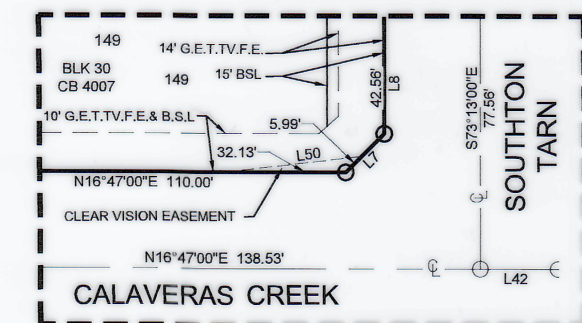 149
14' G.E.T.TV.F.E.
BLK 30
CB 4007
149
15' BSL
42.56'
L8
10' G.E.T.TV.F.E.& B.S.L
5.99'
32.13'
L50
L7
N16°47'00"E 110.00'
CLEAR VISION EASEMENT
S73°13'00"E
77.56'
SOUTHTON
TARN
N16°47'00"E 138.53'
L42
CALAVERAS CREEK